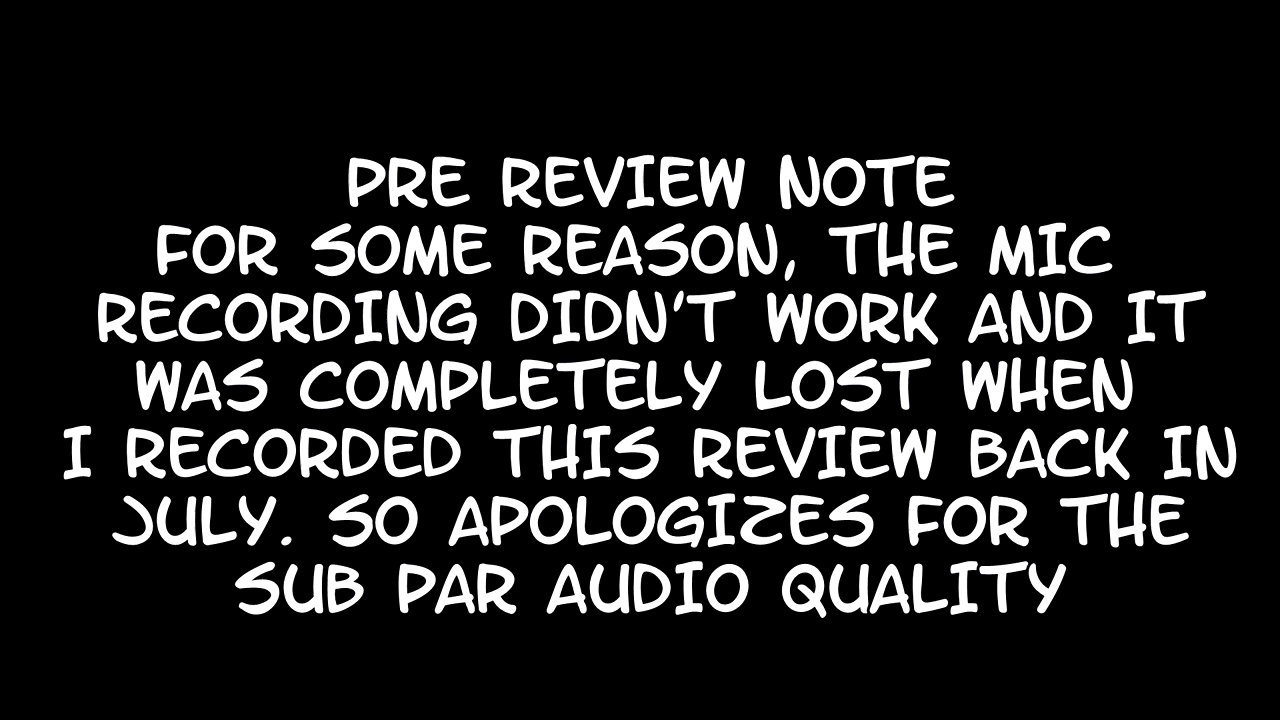 PRE REVIEW NOTE
FOR SOME REASON, THE MIC
RECORDING DIDN'T WORK AND IT
WAS COMPLETELY LOST WHEN
I RECORDED THIS REVIEW BACK IN
JULY. SO APOLOGIZES FOR THE
SUB PAR AUDIO QUALITY